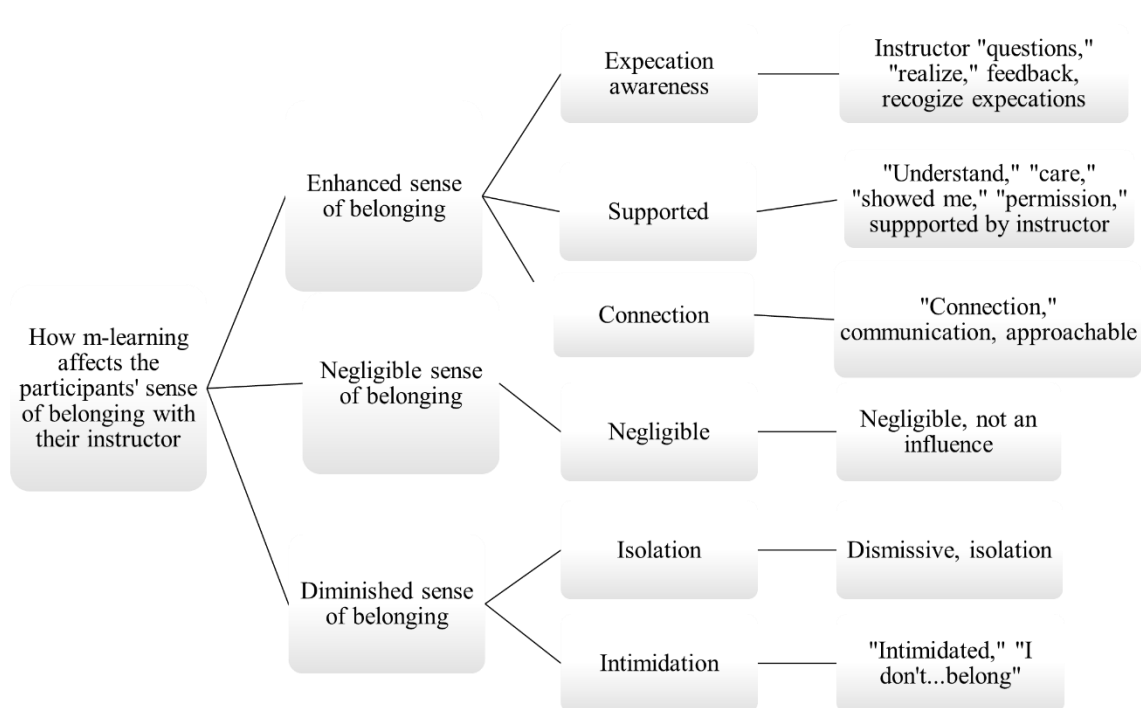 How m-learning
affects the
participants' sense
of belonging with
their instructor
Enhanced sense
of belonging
Negligible sense
of belonging
Diminished sense
of belonging
Expecation
awareness
Supported
Connection
Negligible
Isolation
Intimidation
Instructor "questions,"
"realize," feedback,
recogize expecations
"Understand," "care,"
"showed me," "permission,"
suppported by instructor
"Connection,"
communication, approachable
Negligible, not an
influence
Dismissive, isolation
"Intimidated," "I
don't...belong"